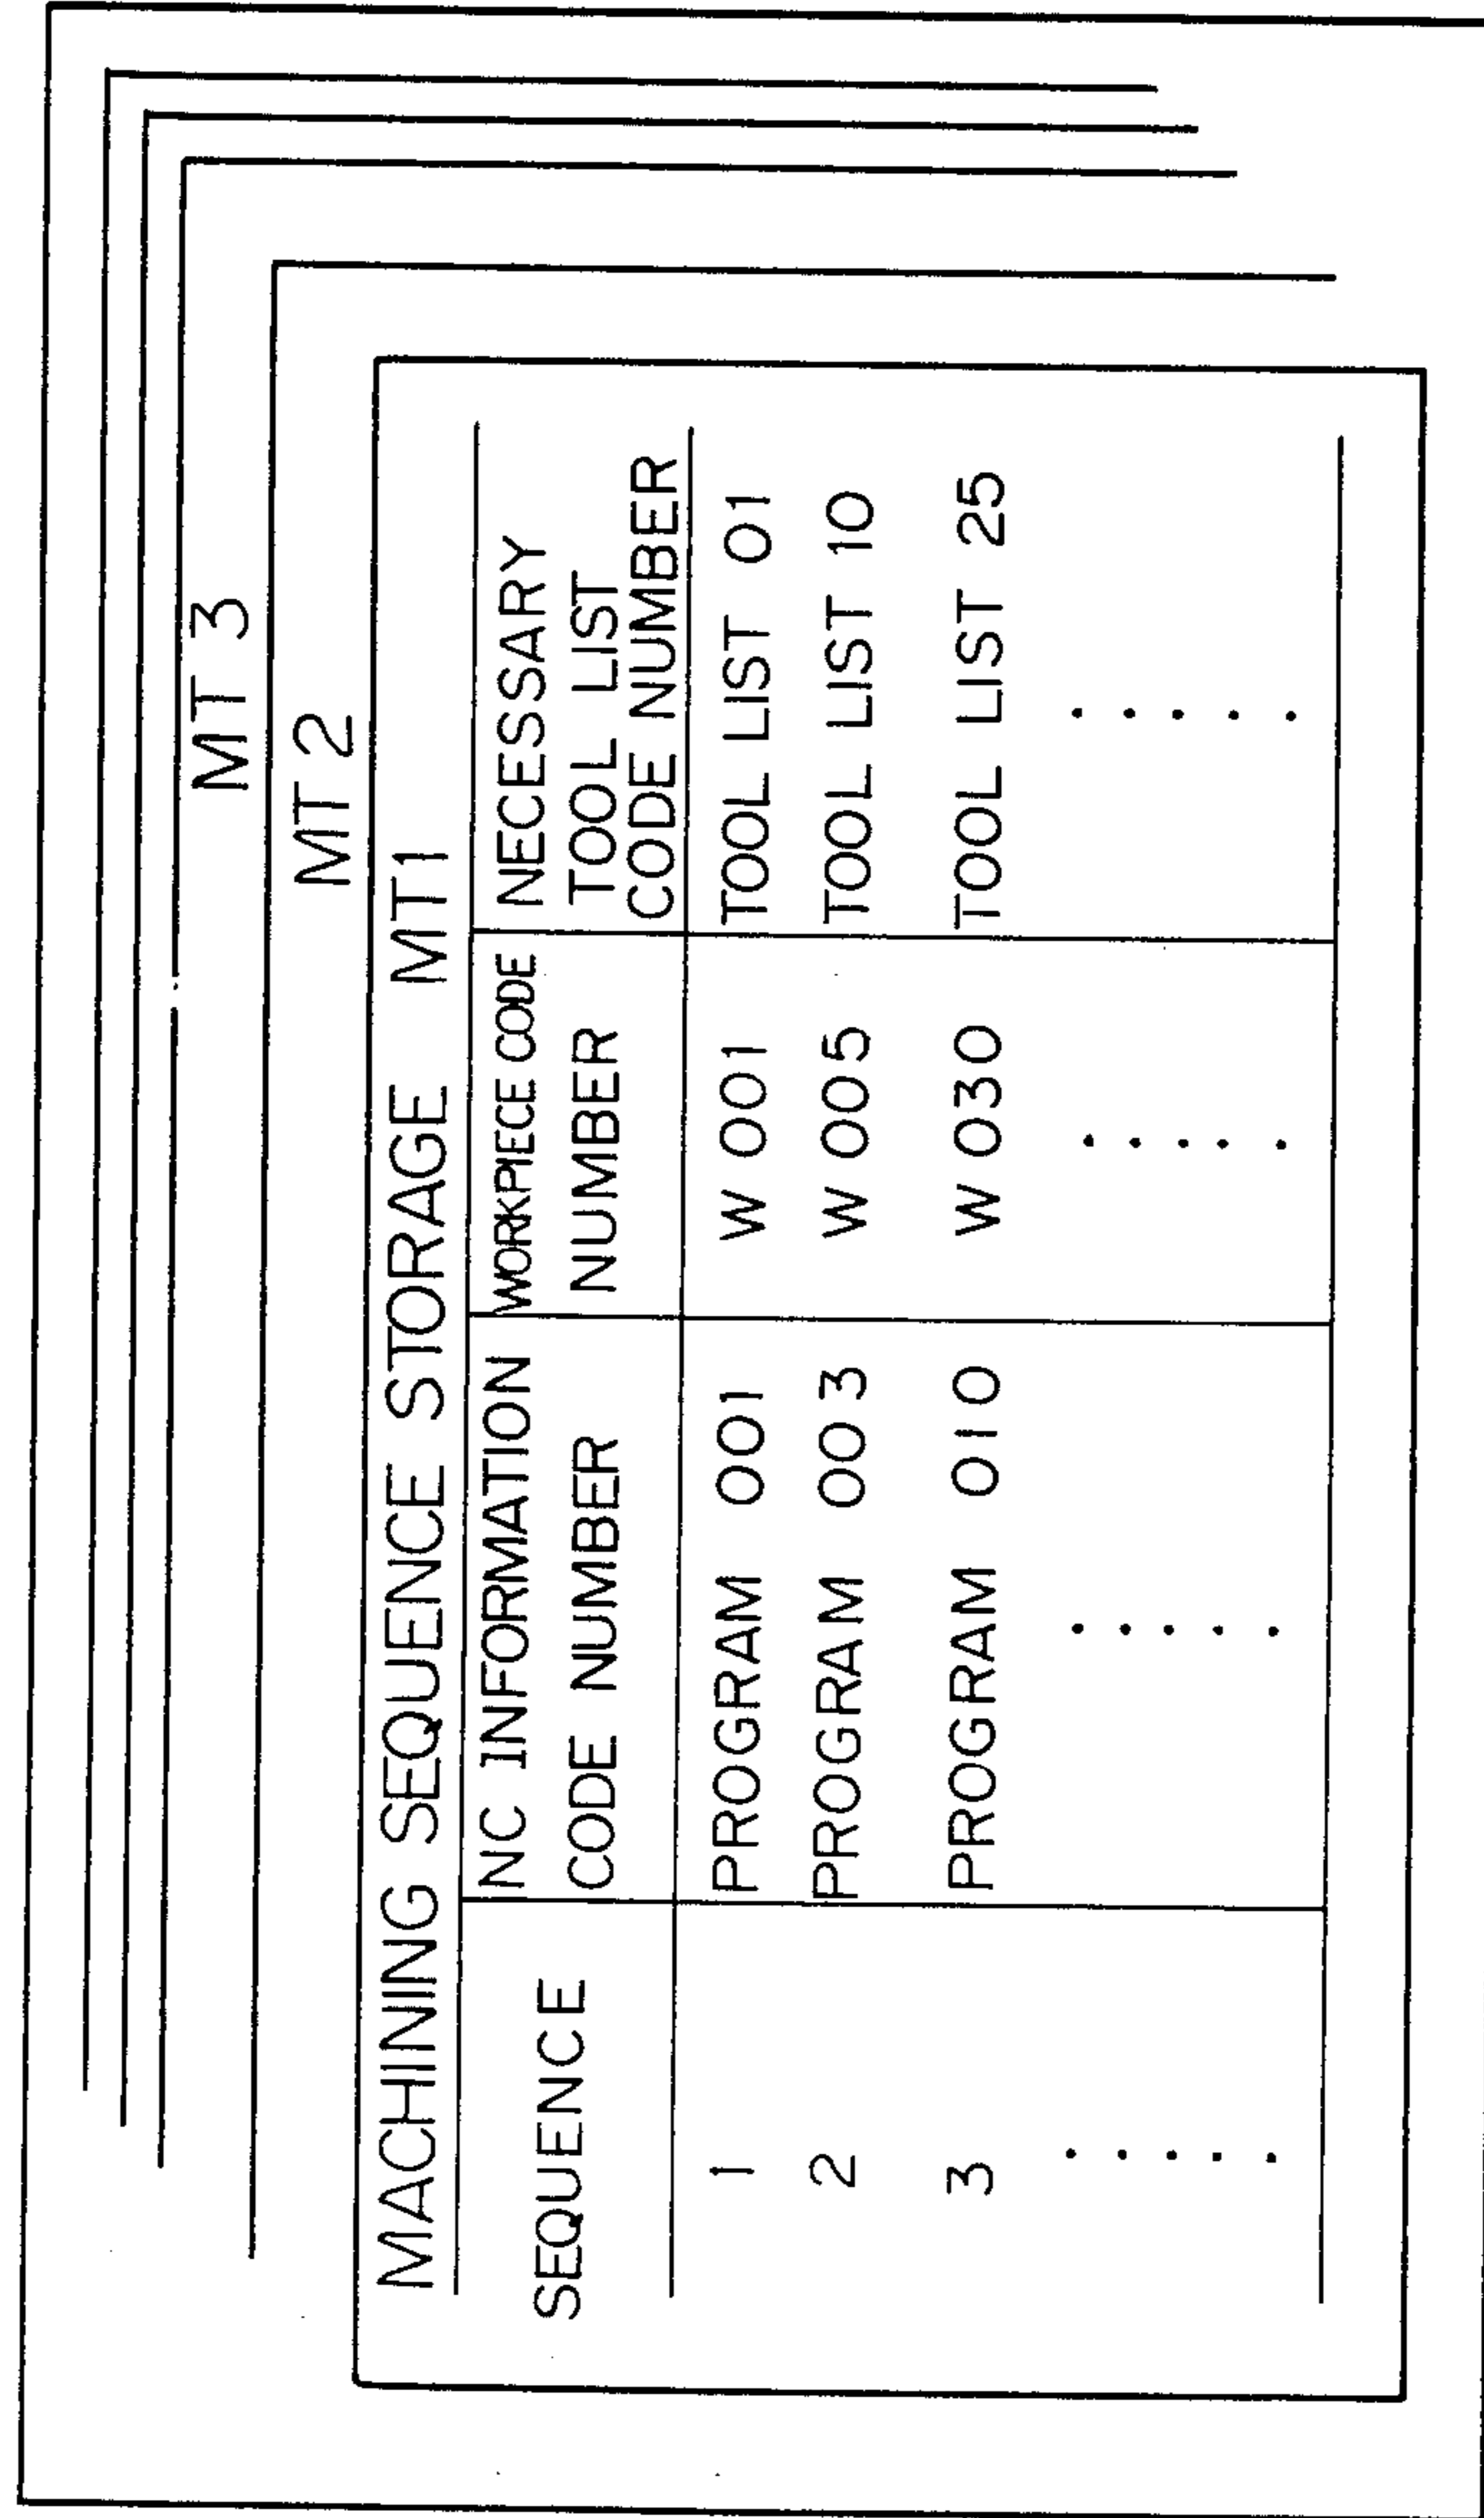 MT 3
MT 2
MACHINING SEQUENCE STORAGE MT1
SEQUENCE
NC INFORMATION
CODE NUMBER
WORKPIECE CODE
NUMBER
NECESSARY
TOOL LIST
CODE NUMBER
1 PROGRAM 001 W 001 TOOL LIST 01
2 PROGRAM 003 W 005 TOOL LIST 10
3 PROGRAM 010 W 030 TOOL LIST 25